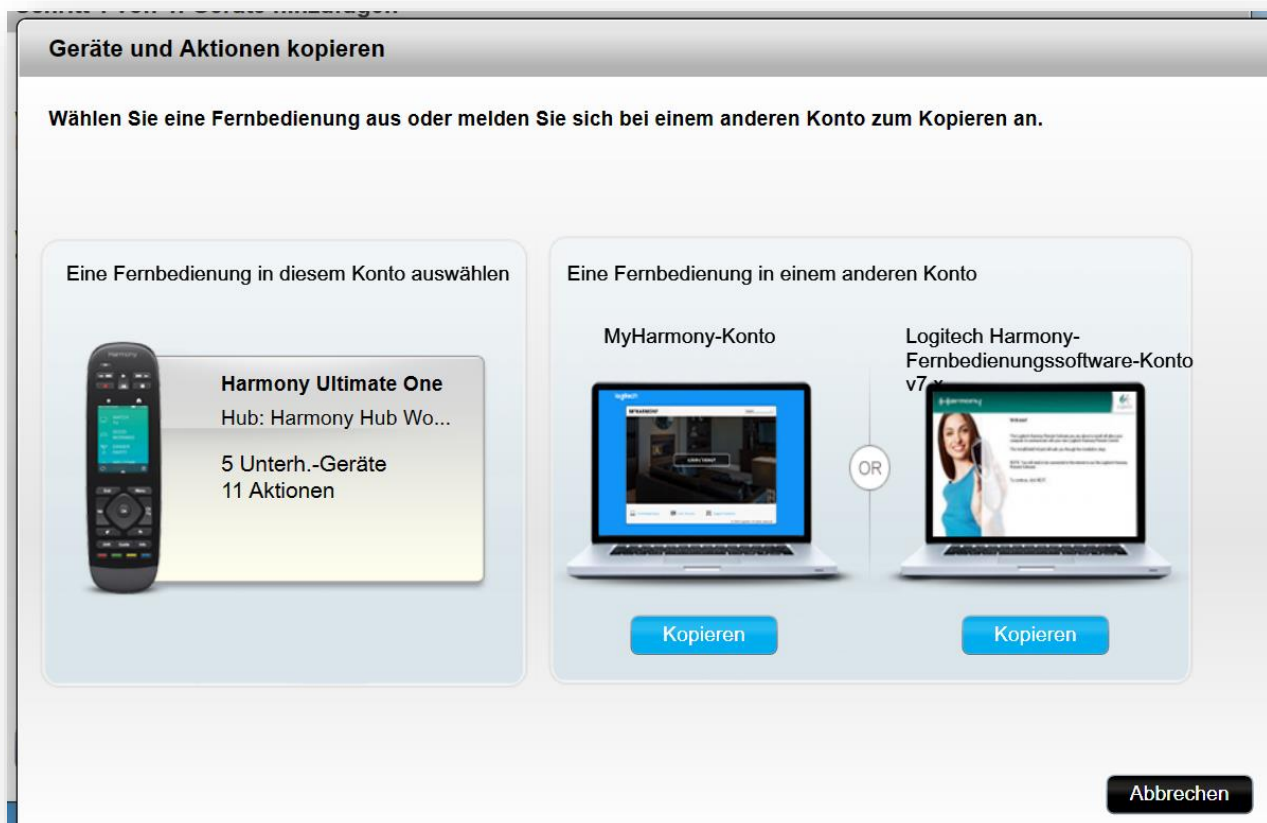 Geräte und Aktionen kopieren
Wählen Sie eine Fernbedienung aus oder melden Sie sich bei einem anderen Konto zum Kopieren an.
Eine Fernbedienung in diesem Konto auswählen
Harmony Ultimate One
Hub: Harmony Hub Wo...
5 Unterh.-Geräte
11 Aktionen
Eine Fernbedienung in einem anderen Konto
MyHarmony-Konto
OR
Logitech Harmony-
Fernbedienungssoftware-Konto
v7.x
Kopieren
Kopieren
Abbrechen